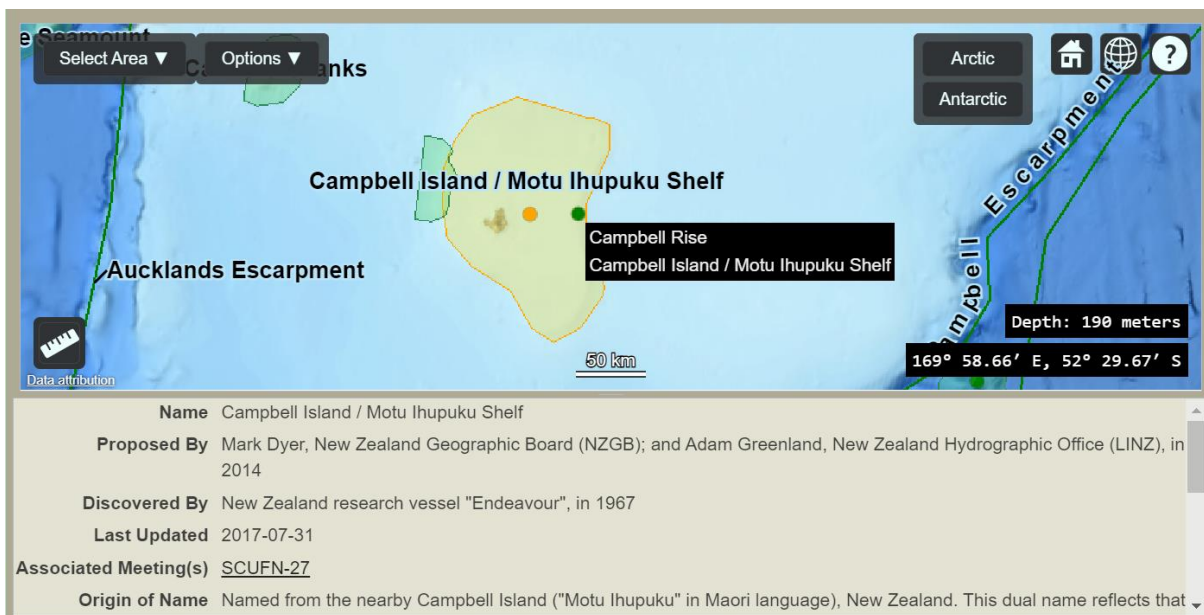 e Seamount
Select Area ▼
Options ▼
Ca
anks
Arctic
Antarctic
?
Campbell Island / Motu Ihupuku Shelf
Campbell Rise
Campbell Island / Motu Ihupuku Shelf
Aucklands Escarpment
Campbell Escarpment
Depth: 190 meters
50 km
169° 58.66′ E, 52° 29.67′ S
Data attribution
Name Campbell Island / Motu Ihupuku Shelf
Proposed By Mark Dyer, New Zealand Geographic Board (NZGB); and Adam Greenland, New Zealand Hydrographic Office (LINZ), in
2014
Discovered By New Zealand research vessel "Endeavour", in 1967
Last Updated 2017-07-31
Associated Meeting(s) SCUFN-27
Origin of Name Named from the nearby Campbell Island ("Motu Ihupuku" in Maori language), New Zealand. This dual name reflects that